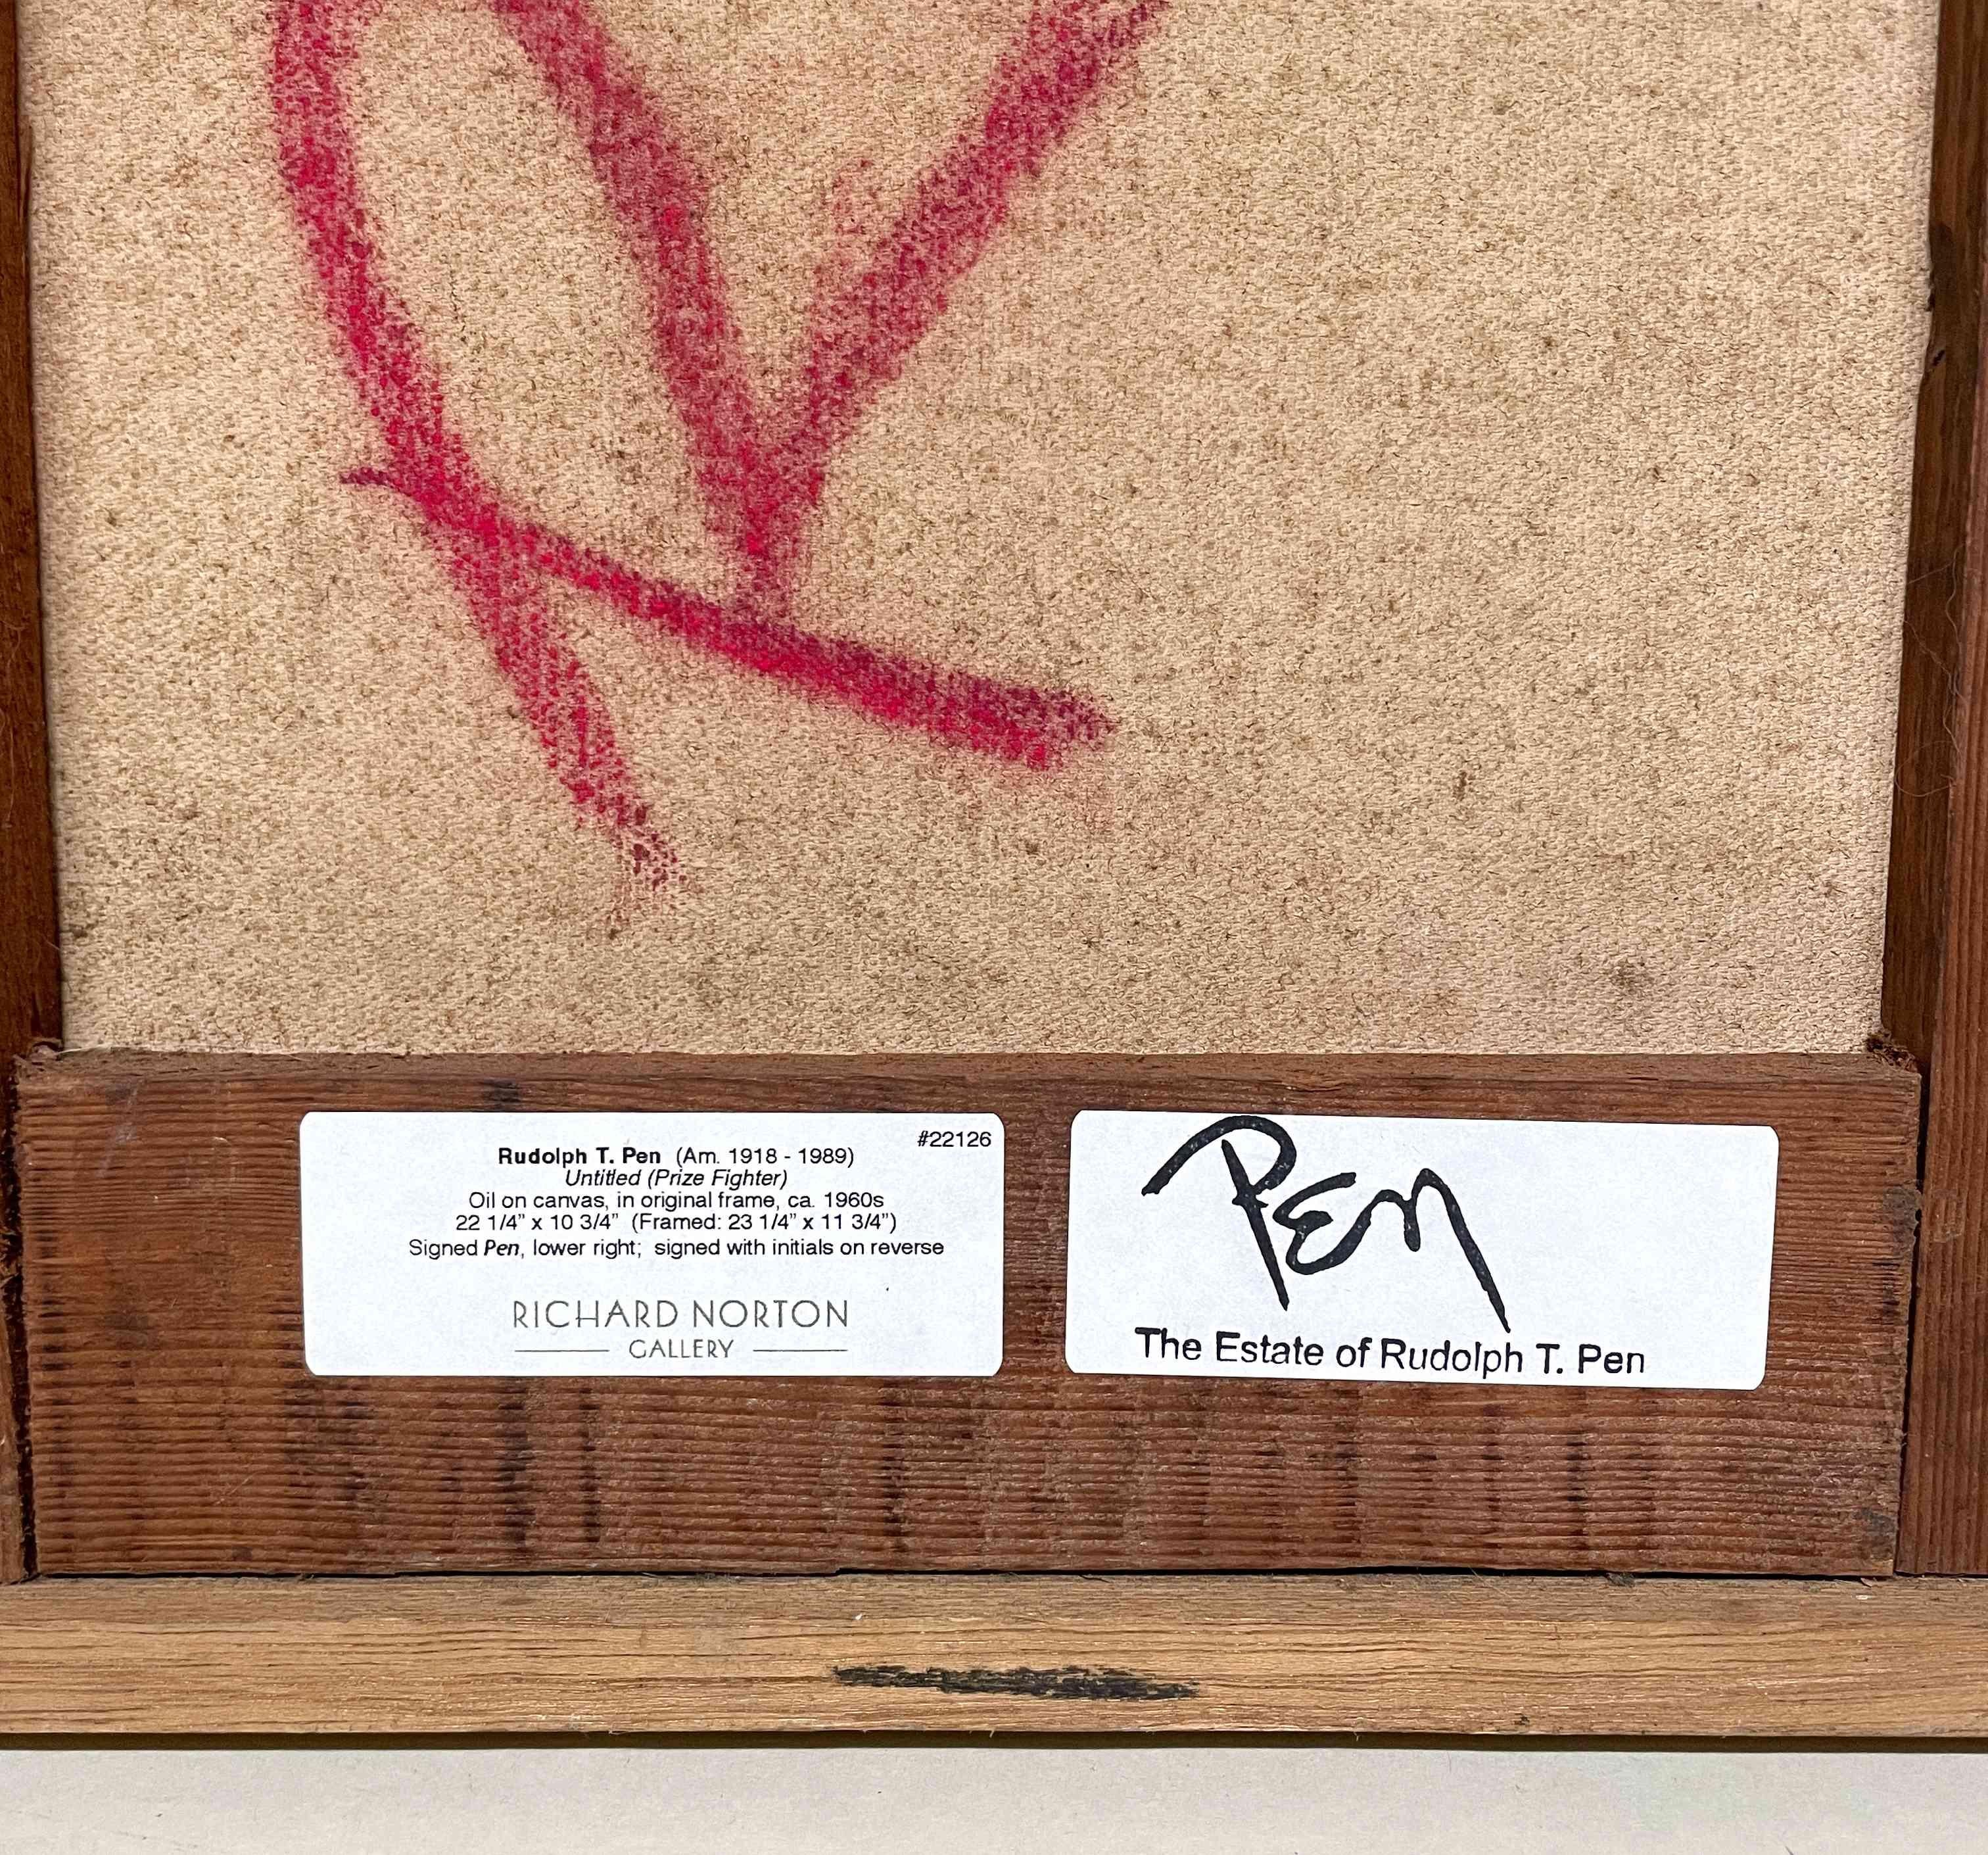 #22126
Rudolph T. Pen (Am. 1918 - 1989)
Untitled (Prize Fighter)
Oil on canvas, in original frame, ca. 1960s
22 1/4” x 10 3/4” (Framed: 23 1/4” x 11 3/4”)
Signed Pen, lower right; signed with initials on reverse
RICHARD NORTON
GALLERY
Pen
The Estate of Rudolph T. Pen